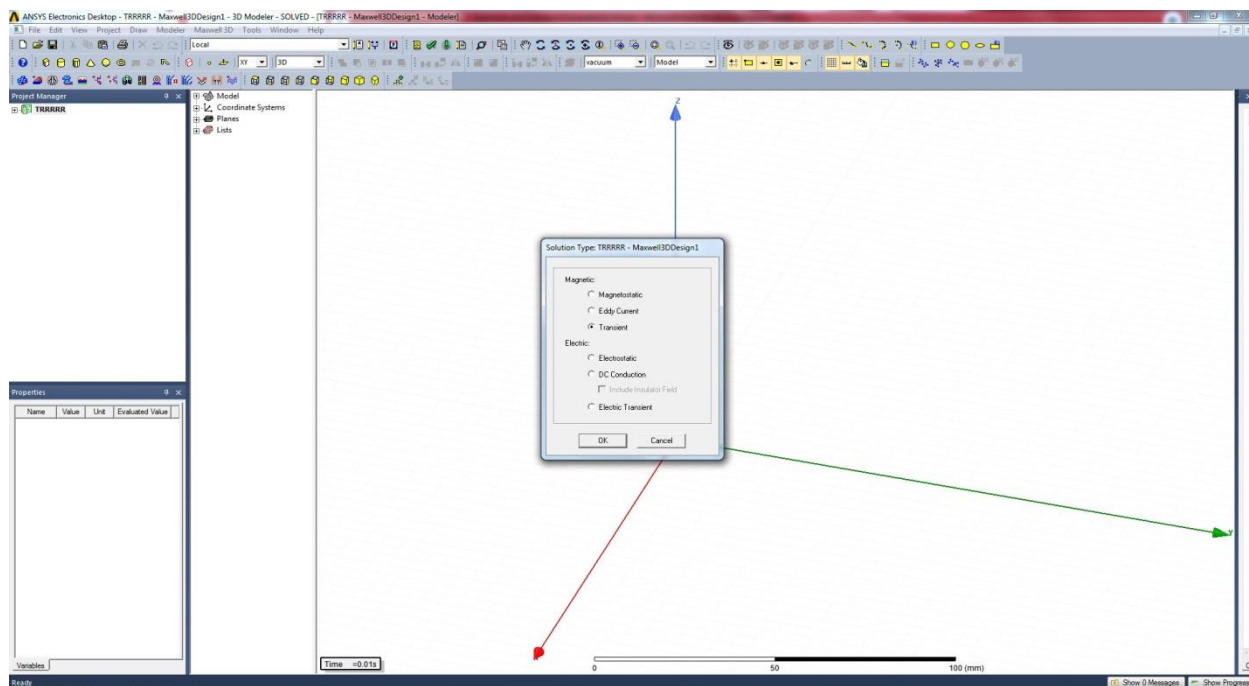 ANSYS Electronics Desktop - TRRRRR - Maxwell3DDesign1 - 3D Modeler - SOLVED - [TRRRRR - Maxwell3DDesign1 - Modeler]
File Edit View Project Draw Modeler Maxwell 3D Tools Window Help
Local
XY 3D vacuum Model
Project Manager
TRRRRR
Model
Coordinate Systems
Planes
Lists
Z
Solution Type: TRRRRR - Maxwell3DDesign1
Magnetic:
Magnetostatic
Eddy Current
Transient
Electric:
Electrostatic
DC Conduction
Include Insulator Field
Electric Transient
OK Cancel
Properties
Name Value Unit Evaluated Value
Variables
Y
Time =0.01s
0 50 100 (mm)
Ready
Show 0 Messages Show Progress